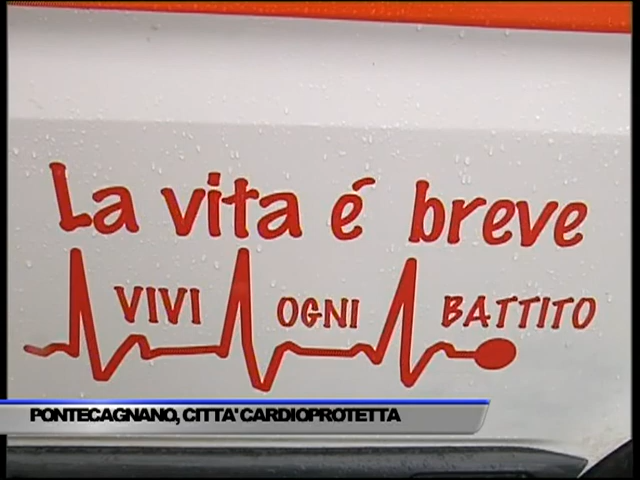 La vita é breve
VIVI OGNI BATTITO
PONTECAGNANO, CITTA' CARDIOPROTETTA